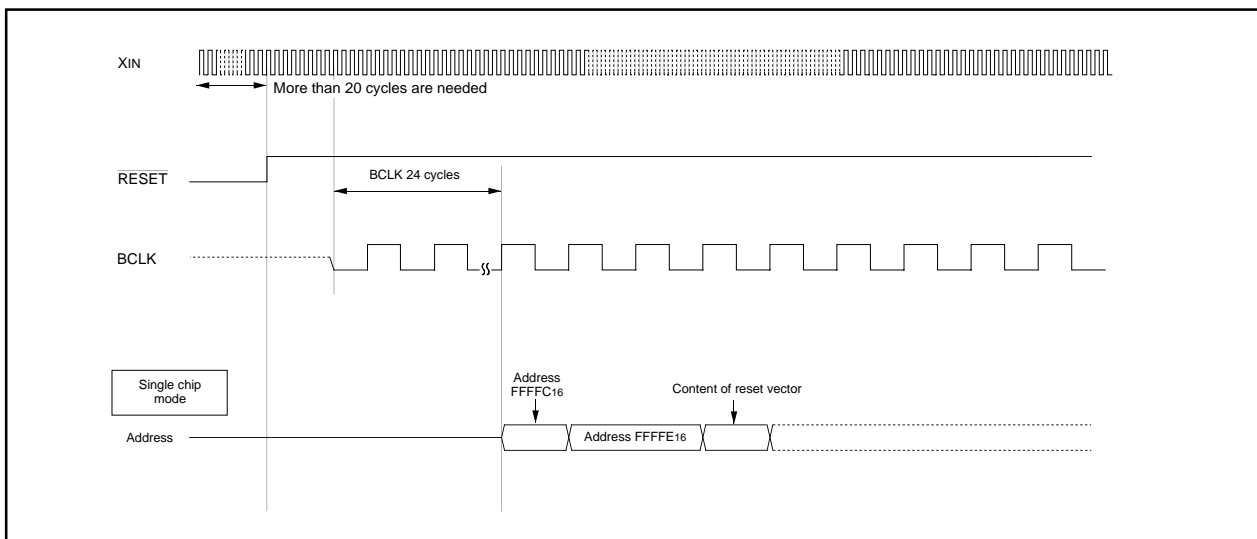 XIN
More than 20 cycles are needed
RESET
BCLK 24 cycles
BCLK
Single chip
mode
Address
FFFFC16
Content of reset vector
Address
Address FFFFE16